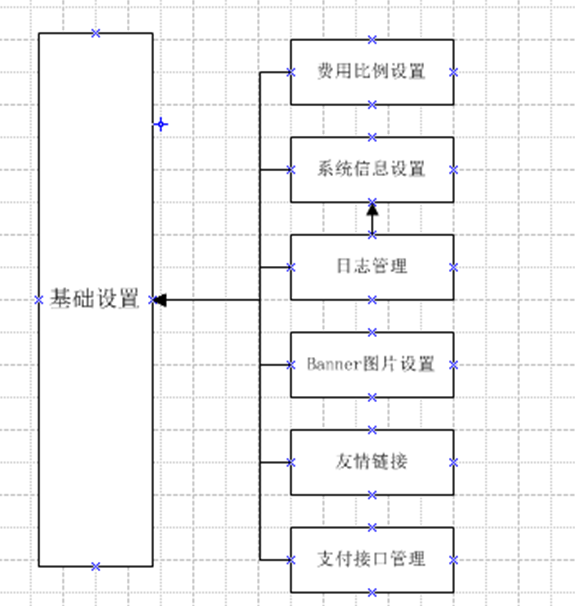 费用比例设置
系统信息设置
日志管理
基础设置
Banner图片设置
友情链接
支付接口管理